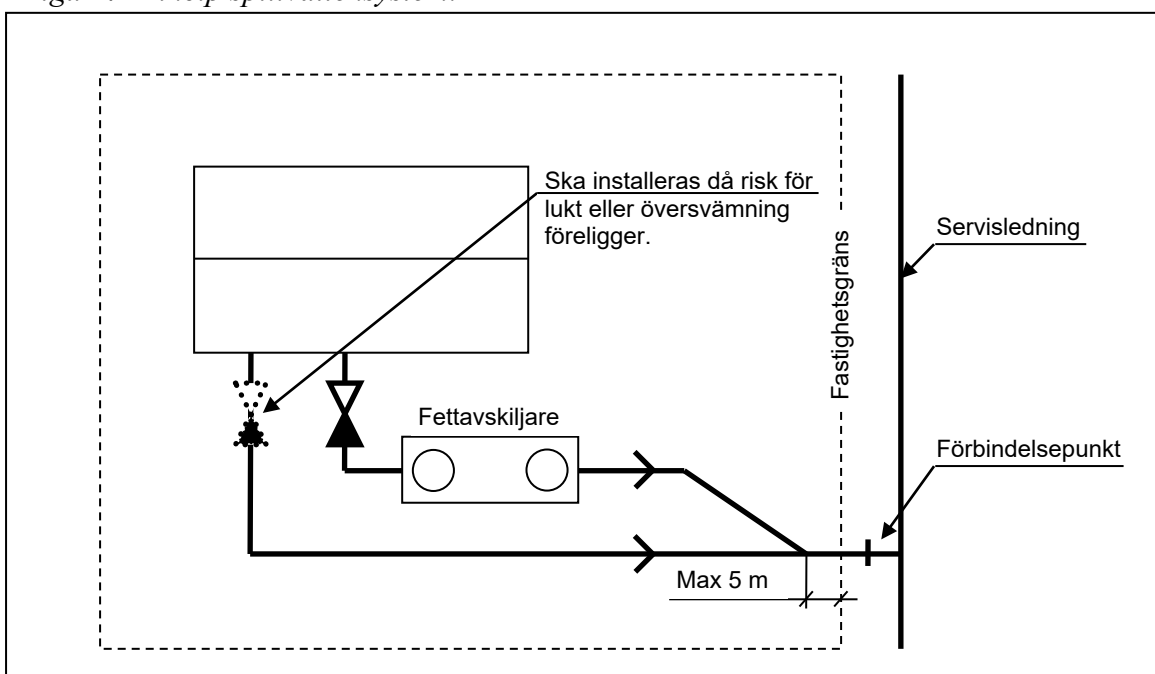 Ska installeras då risk för
lukt eller översvämning
föreligger.
Servisledning
Fastighetsgräns
Fettavskiljare
Förbindelsepunkt
Max 5 m